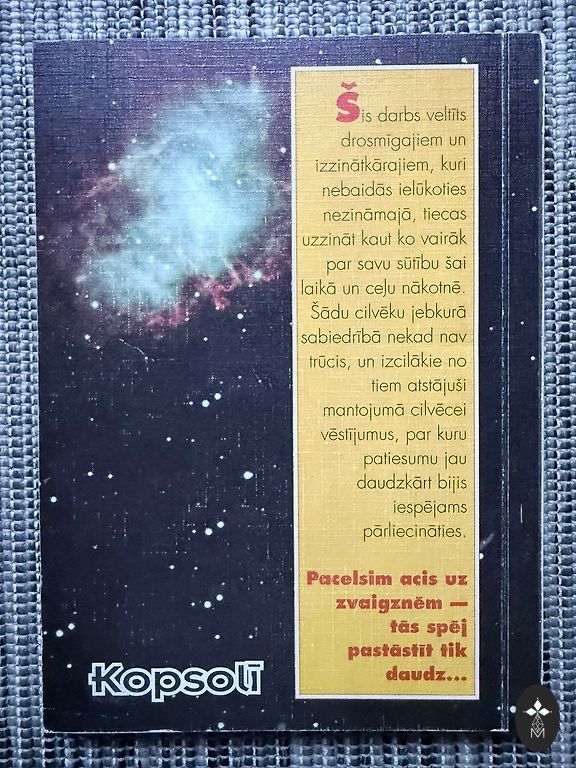 Šis darbs veltīts
drosmīgajiem un
izzinātkārajiem, kuri
nebaidās ielūkoties
nezināmajā, tiecas
uzzināt kaut ko vairāk
par savu sūtību šai
laikā un ceļu nākotnē.
Šādu cilvēku jebkurā
sabiedrībā nekad nav
trūcis, un izcilākie no
tiem atstājuši
mantojumā cilvēcei
vēstījumus, par kuru
patiesumu jau
daudzkārt bijis
iespējams
pārliecināties.
Pacelsim acis uz
zvaigznēm —
tās spēj
pastāstīt tik
daudz...
Kopsolī
M